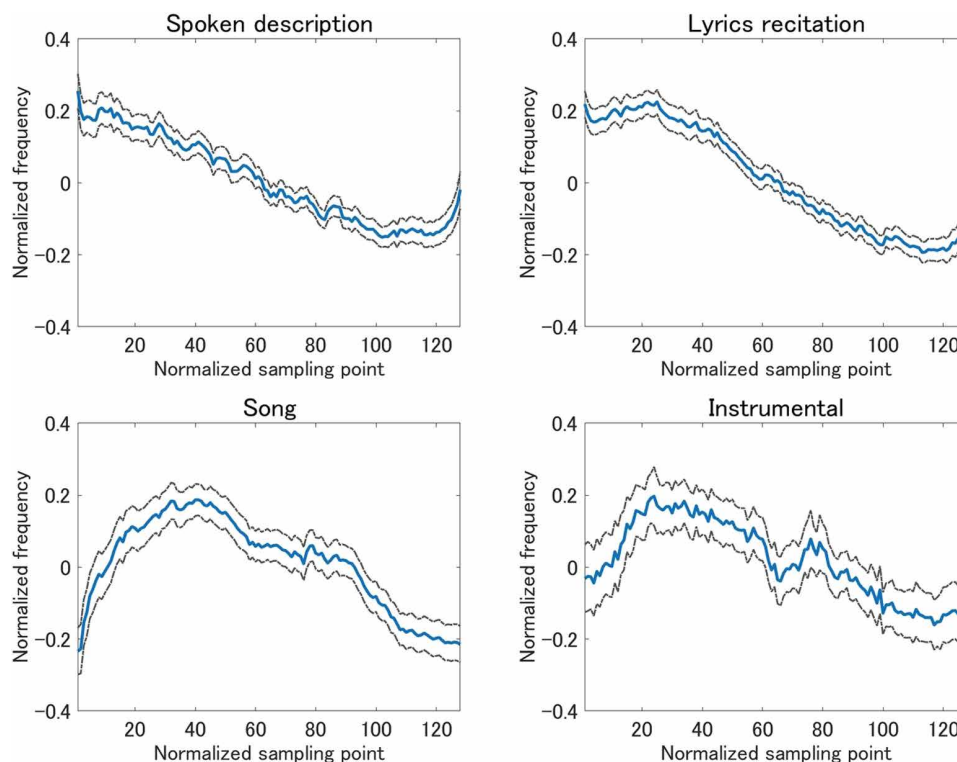 Spoken description
0.4
0.2
0
−0.2
−0.4
Normalized frequency
20 40 60 80 100 120
Normalized sampling point
Lyrics recitation
0.4
0.2
0
−0.2
−0.4
Normalized frequency
20 40 60 80 100 120
Normalized sampling point
Song
0.4
0.2
0
−0.2
−0.4
Normalized frequency
20 40 60 80 100 120
Normalized sampling point
Instrumental
0.4
0.2
0
−0.2
−0.4
Normalized frequency
20 40 60 80 100 120
Normalized sampling point